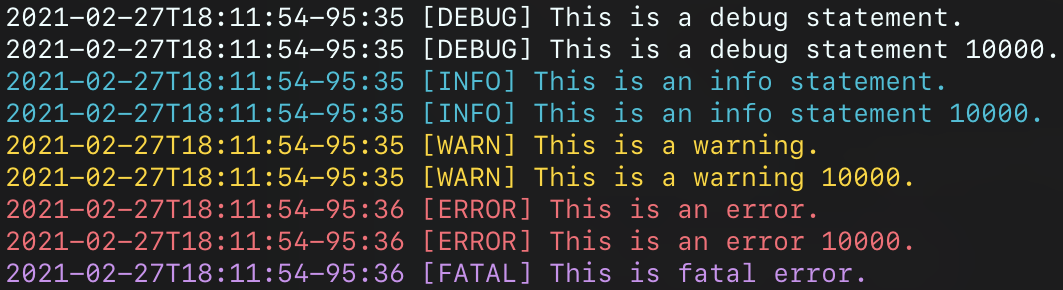 2021-02-27T18:11:54-95:35 [DEBUG] This is a debug statement.
2021-02-27T18:11:54-95:35 [DEBUG] This is a debug statement 10000.
2021-02-27T18:11:54-95:35 [INFO] This is an info statement.
2021-02-27T18:11:54-95:35 [INFO] This is an info statement 10000.
2021-02-27T18:11:54-95:35 [WARN] This is a warning.
2021-02-27T18:11:54-95:35 [WARN] This is a warning 10000.
2021-02-27T18:11:54-95:36 [ERROR] This is an error.
2021-02-27T18:11:54-95:36 [ERROR] This is an error 10000.
2021-02-27T18:11:54-95:36 [FATAL] This is fatal error.